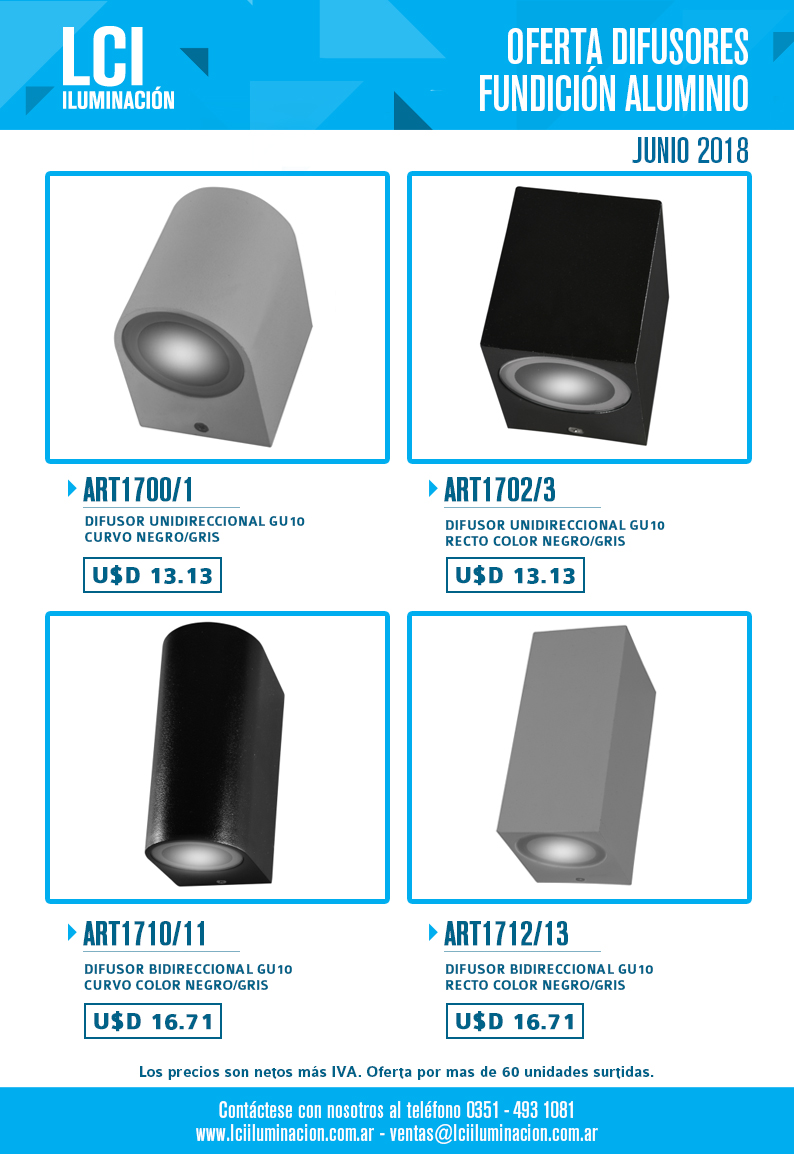 LCI
ILUMINACIÓN
OFERTA DIFUSORES
FUNDICIÓN ALUMINIO
JUNIO 2018
ART1700/1
DIFUSOR UNIDIRECCIONAL GU10
CURVO NEGRO/GRIS
U$D 13.13
ART1702/3
DIFUSOR UNIDIRECCIONAL GU10
RECTO COLOR NEGRO/GRIS
U$D 13.13
ART1710/11
DIFUSOR BIDIRECCIONAL GU10
CURVO COLOR NEGRO/GRIS
U$D 16.71
ART1712/13
DIFUSOR BIDIRECCIONAL GU10
RECTO COLOR NEGRO/GRIS
U$D 16.71
Los precios son netos más IVA. Oferta por mas de 60 unidades surtidas.
Contáctese con nosotros al teléfono 0351 - 493 1081
www.lciiluminacion.com.ar - ventas@lciiluminacion.com.ar